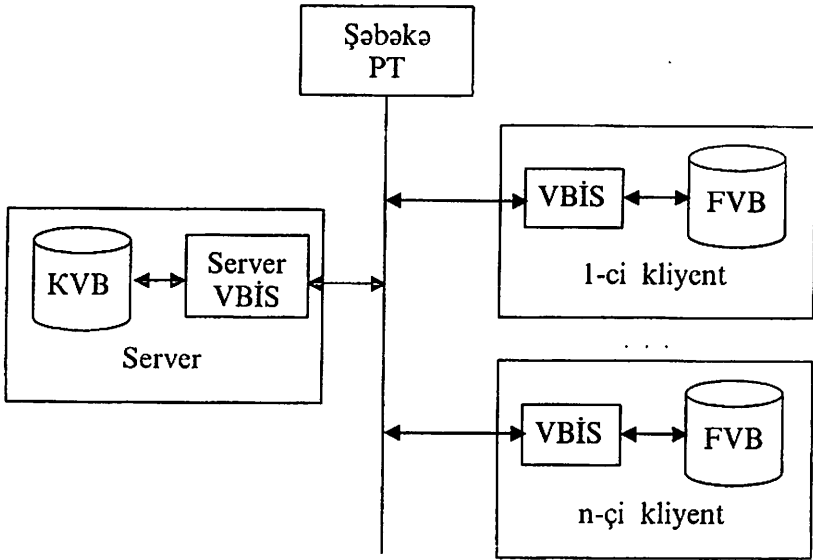 Şəbəkə
PT
VBİS
FVB
1-ci kliyent
KVB
Server
VBİS
Server
. . .
VBİS
FVB
n-çi kliyent